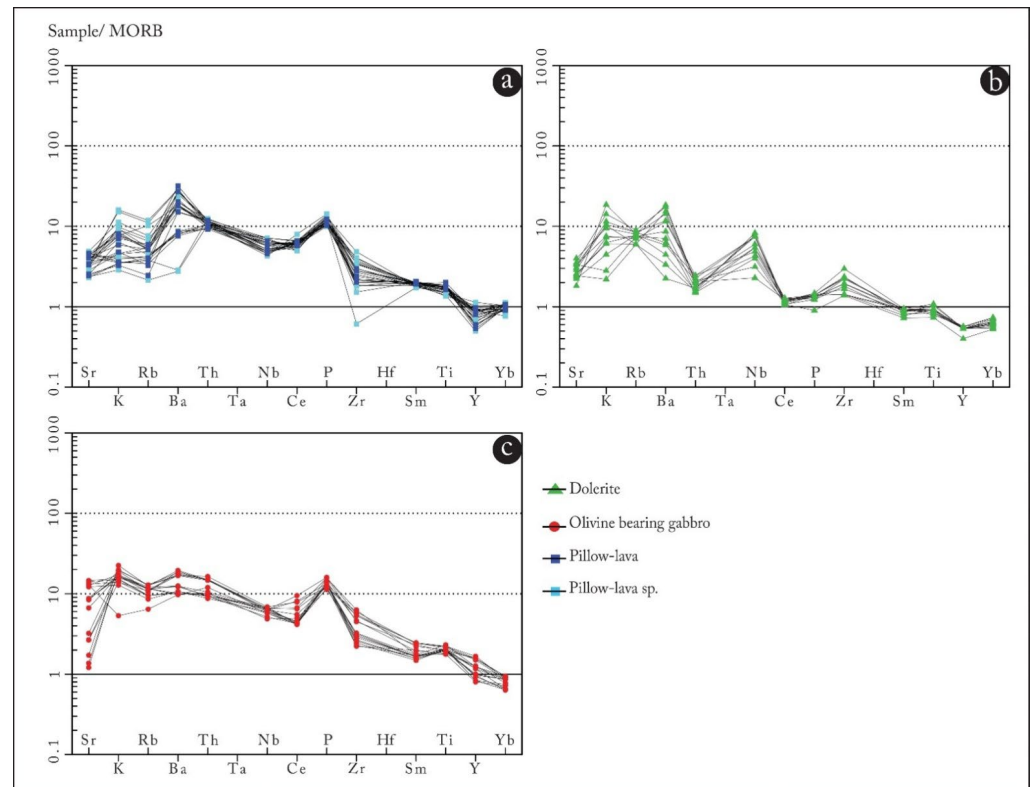 Sample/ MORB
a
1000
100
10
1
0.1
Sr Rb Th Nb P Hf Ti Yb
K Ba Ta Ce Zr Sm Y
b
1000
100
10
1
0.1
Sr Rb Th Nb P Hf Ti Yb
K Ba Ta Ce Zr Sm Y
c
1000
100
10
1
0.1
Sr Rb Th Nb P Hf Ti Yb
K Ba Ta Ce Zr Sm Y
Dolerite
Olivine bearing gabbro
Pillow-lava
Pillow-lava sp.